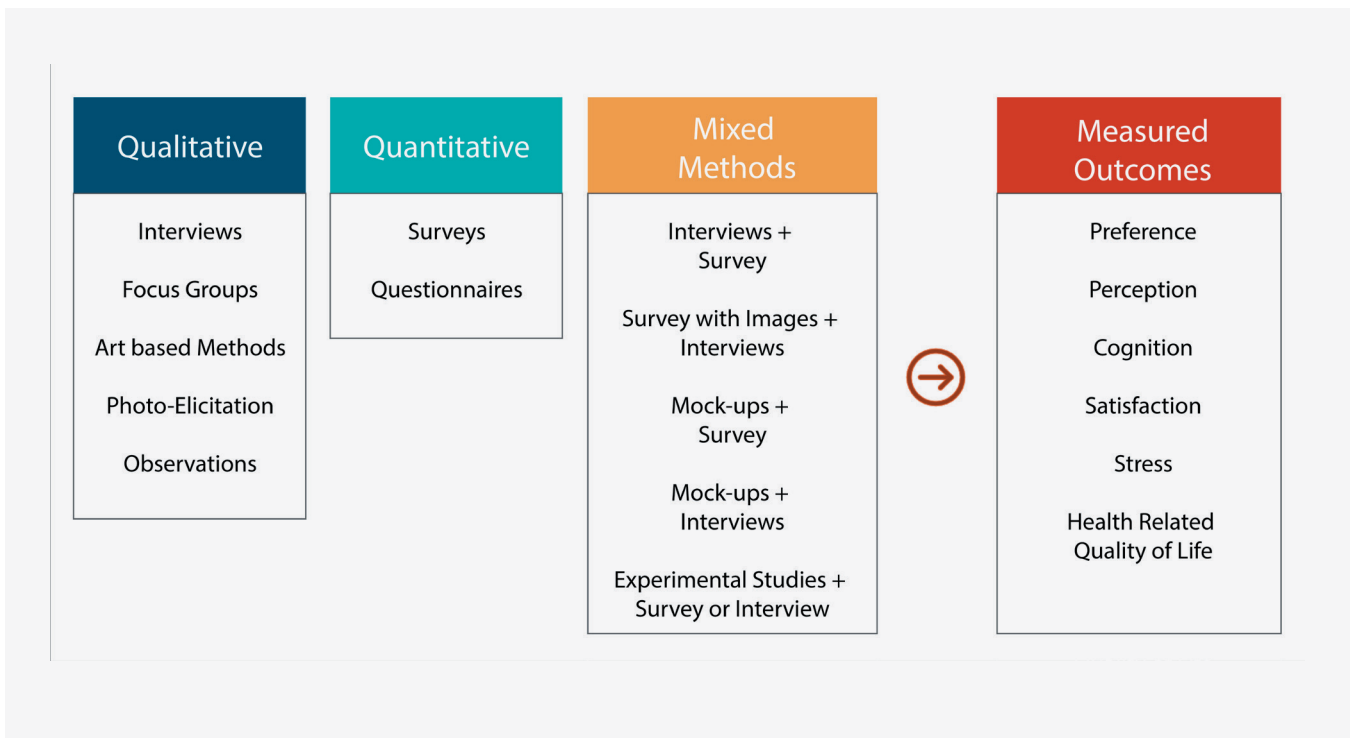 Qualitative
Interviews
Focus Groups
Art based Methods
Photo-Elicitation
Observations
Quantitative
Surveys
Questionnaires
Mixed
Methods
Interviews +
Survey
Survey with Images +
Interviews
Mock-ups +
Survey
Mock-ups +
Interviews
Experimental Studies +
Survey or Interview
Measured
Outcomes
Preference
Perception
Cognition
Satisfaction
Stress
Health Related
Quality of Life